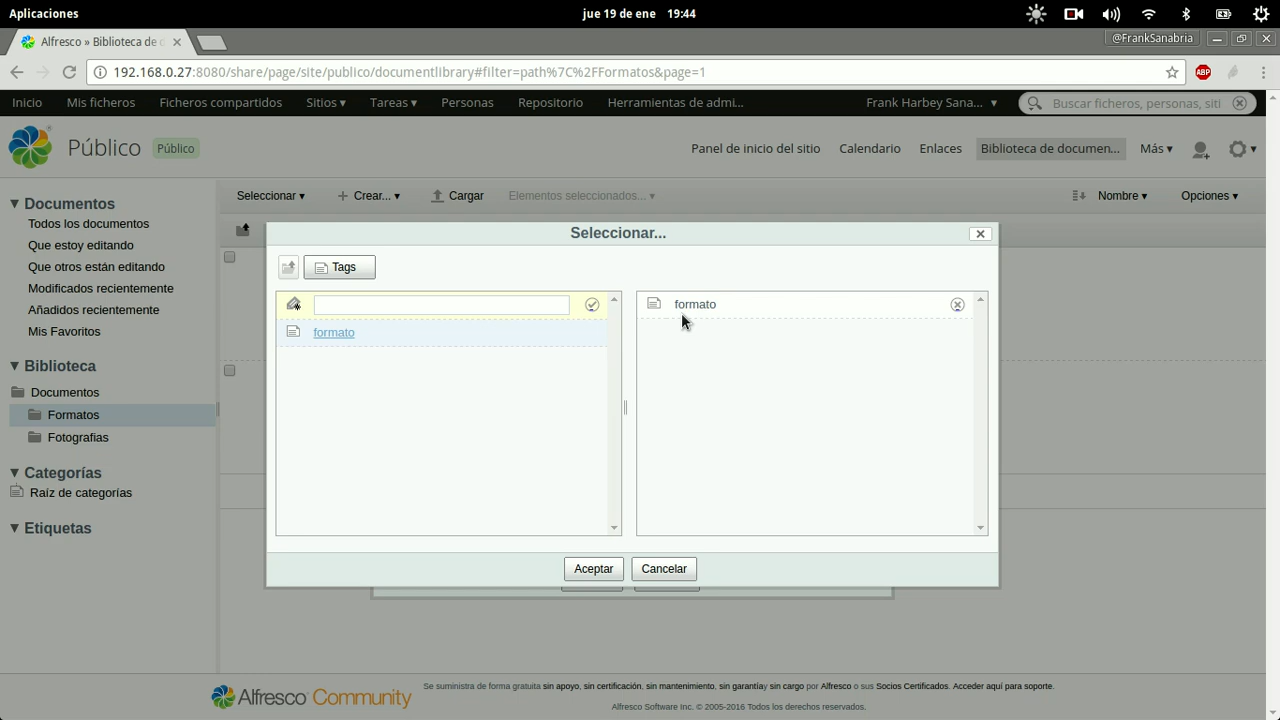 Aplicaciones
jue 19 de ene 19:44
Alfresco » Biblioteca de d
@FrankSanabria
192.168.0.27:8080/share/page/site/publico/documentlibrary#filter=path%7C%2FFormatos&page=1
ABP
Inicio Mis ficheros Ficheros compartidos Sitios Tareas Personas Repositorio Herramientas de admi... Frank Harbey Sana... Buscar ficheros, personas, siti
Público Público
Panel de inicio del sitio Calendario Enlaces Biblioteca de documen... Más
Seleccionar Crear... Cargar Elementos seleccionados... Nombre Opciones
Documentos
Todos los documentos
Que estoy editando
Que otros están editando
Modificados recientemente
Añadidos recientemente
Mis Favoritos
Biblioteca
Documentos
Formatos
Fotografias
Categorías
Raíz de categorías
Etiquetas
Seleccionar...
Tags
formato
formato
Aceptar Cancelar
Alfresco Community
Se suministra de forma gratuita sin apoyo, sin certificación, sin mantenimiento, sin garantíay sin cargo por Alfresco o sus Socios Certificados. Acceder aquí para soporte.
Alfresco Software Inc. © 2005-2016 Todos los derechos reservados.